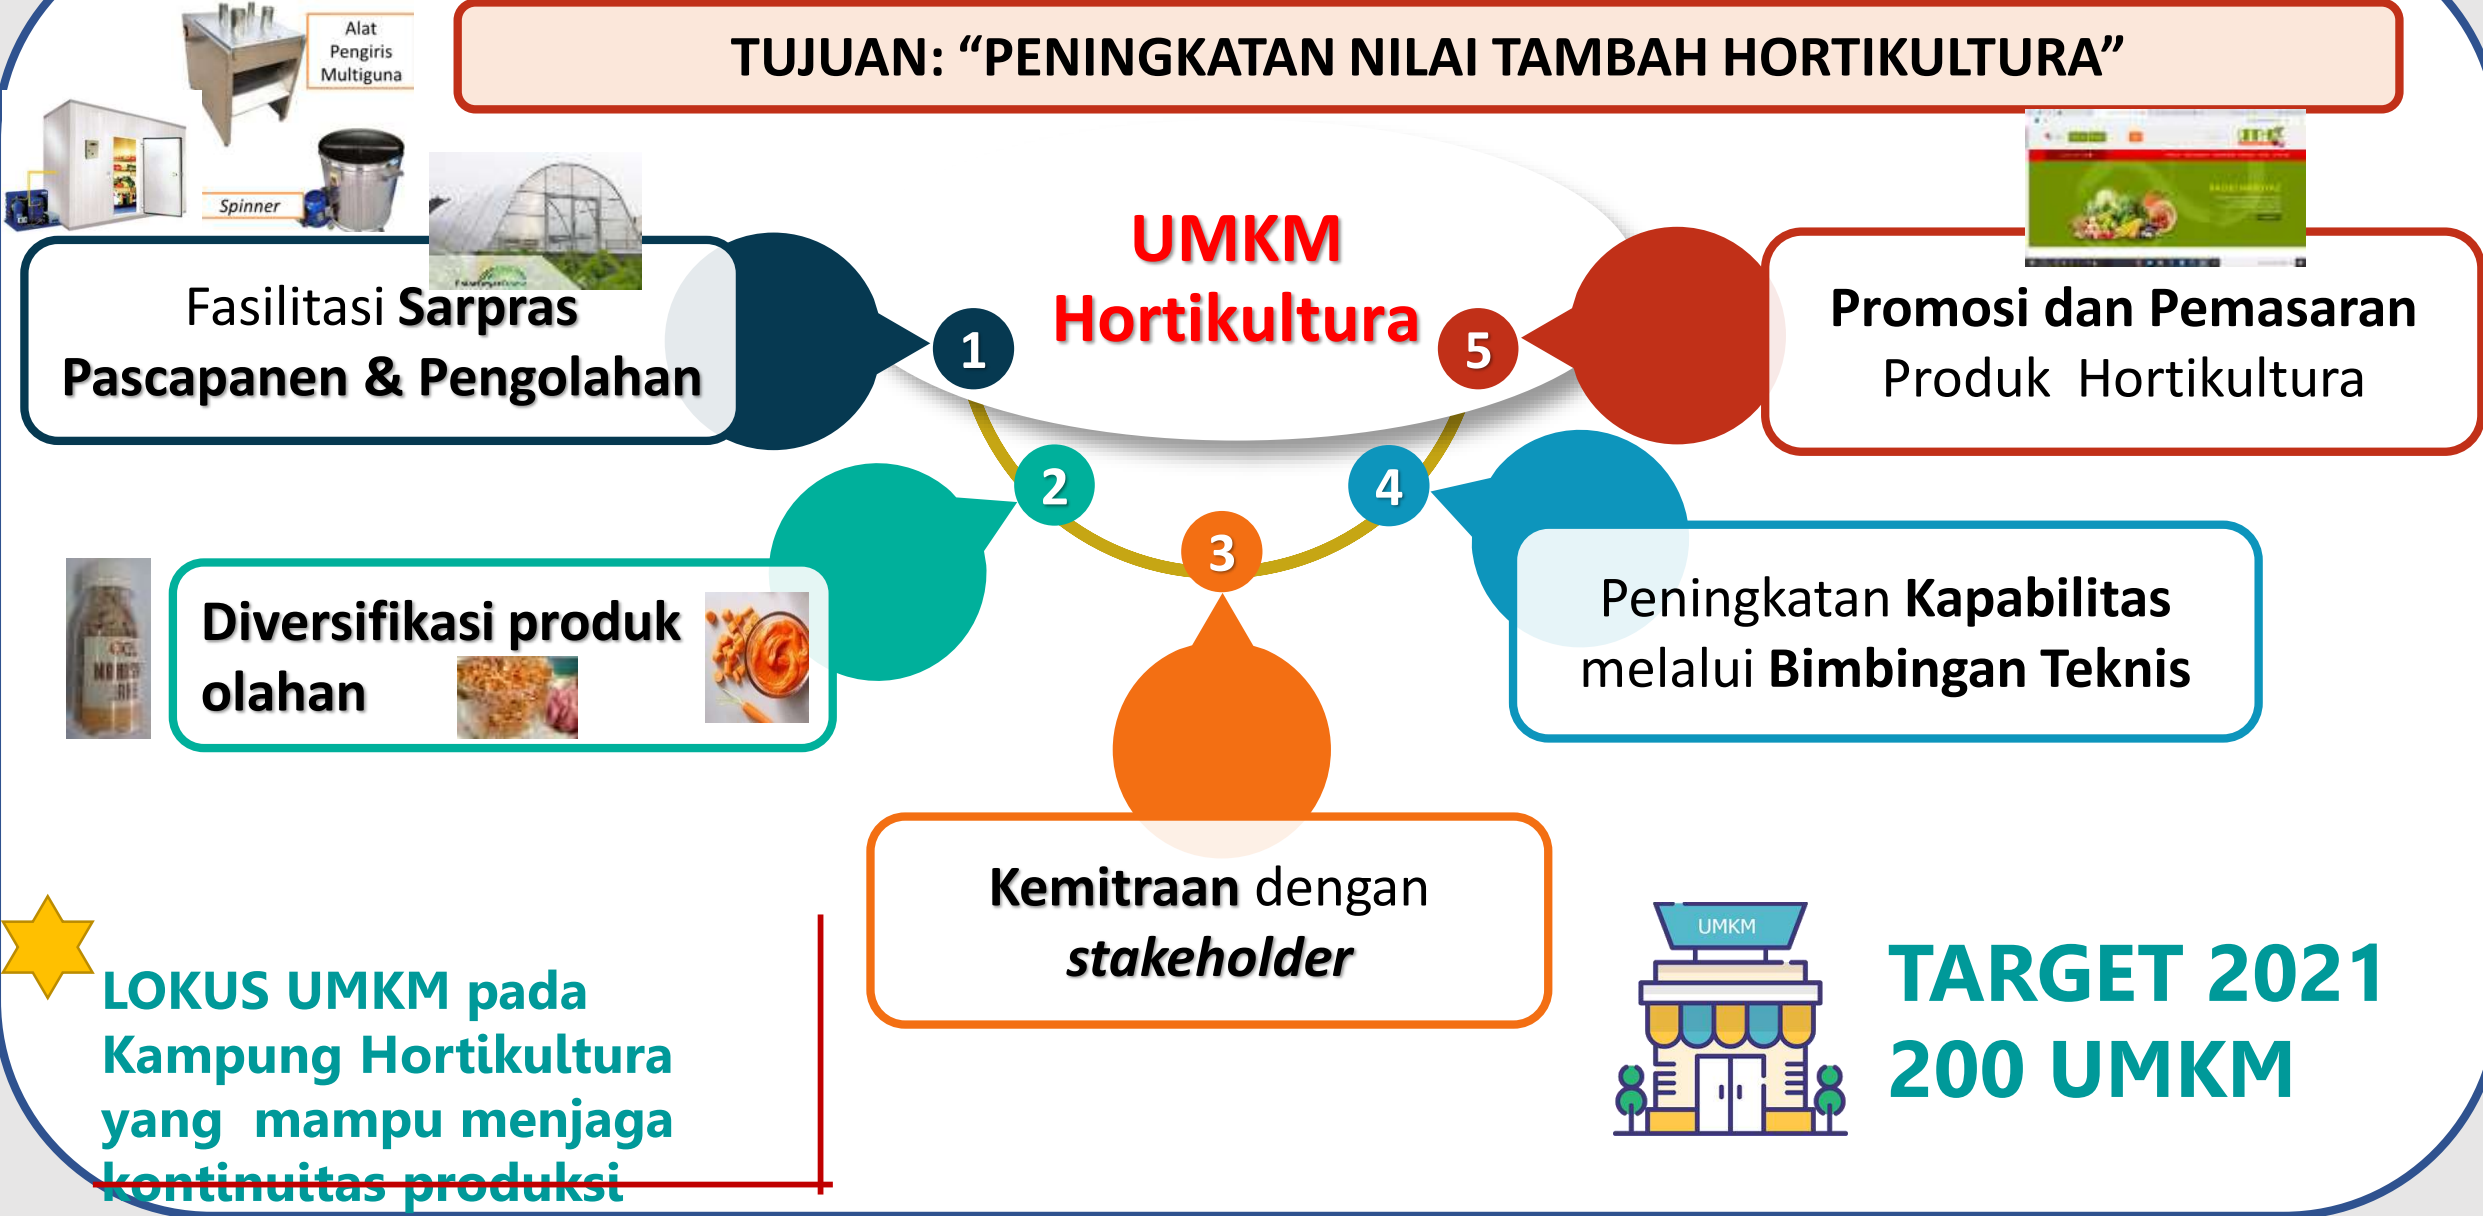 Alat
Pengiris
Multiguna
Spinner
TUJUAN: “PENINGKATAN NILAI TAMBAH HORTIKULTURA”
UMKM
Hortikultura
1
Fasilitasi Sarpras
Pascapanen & Pengolahan
2
Diversifikasi produk
olahan
3
Kemitraan dengan
stakeholder
4
Peningkatan Kapabilitas
melalui Bimbingan Teknis
5
Promosi dan Pemasaran
Produk Hortikultura
LOKUS UMKM pada
Kampung Hortikultura
yang mampu menjaga
kontinuitas produksi
UMKM
TARGET 2021
200 UMKM